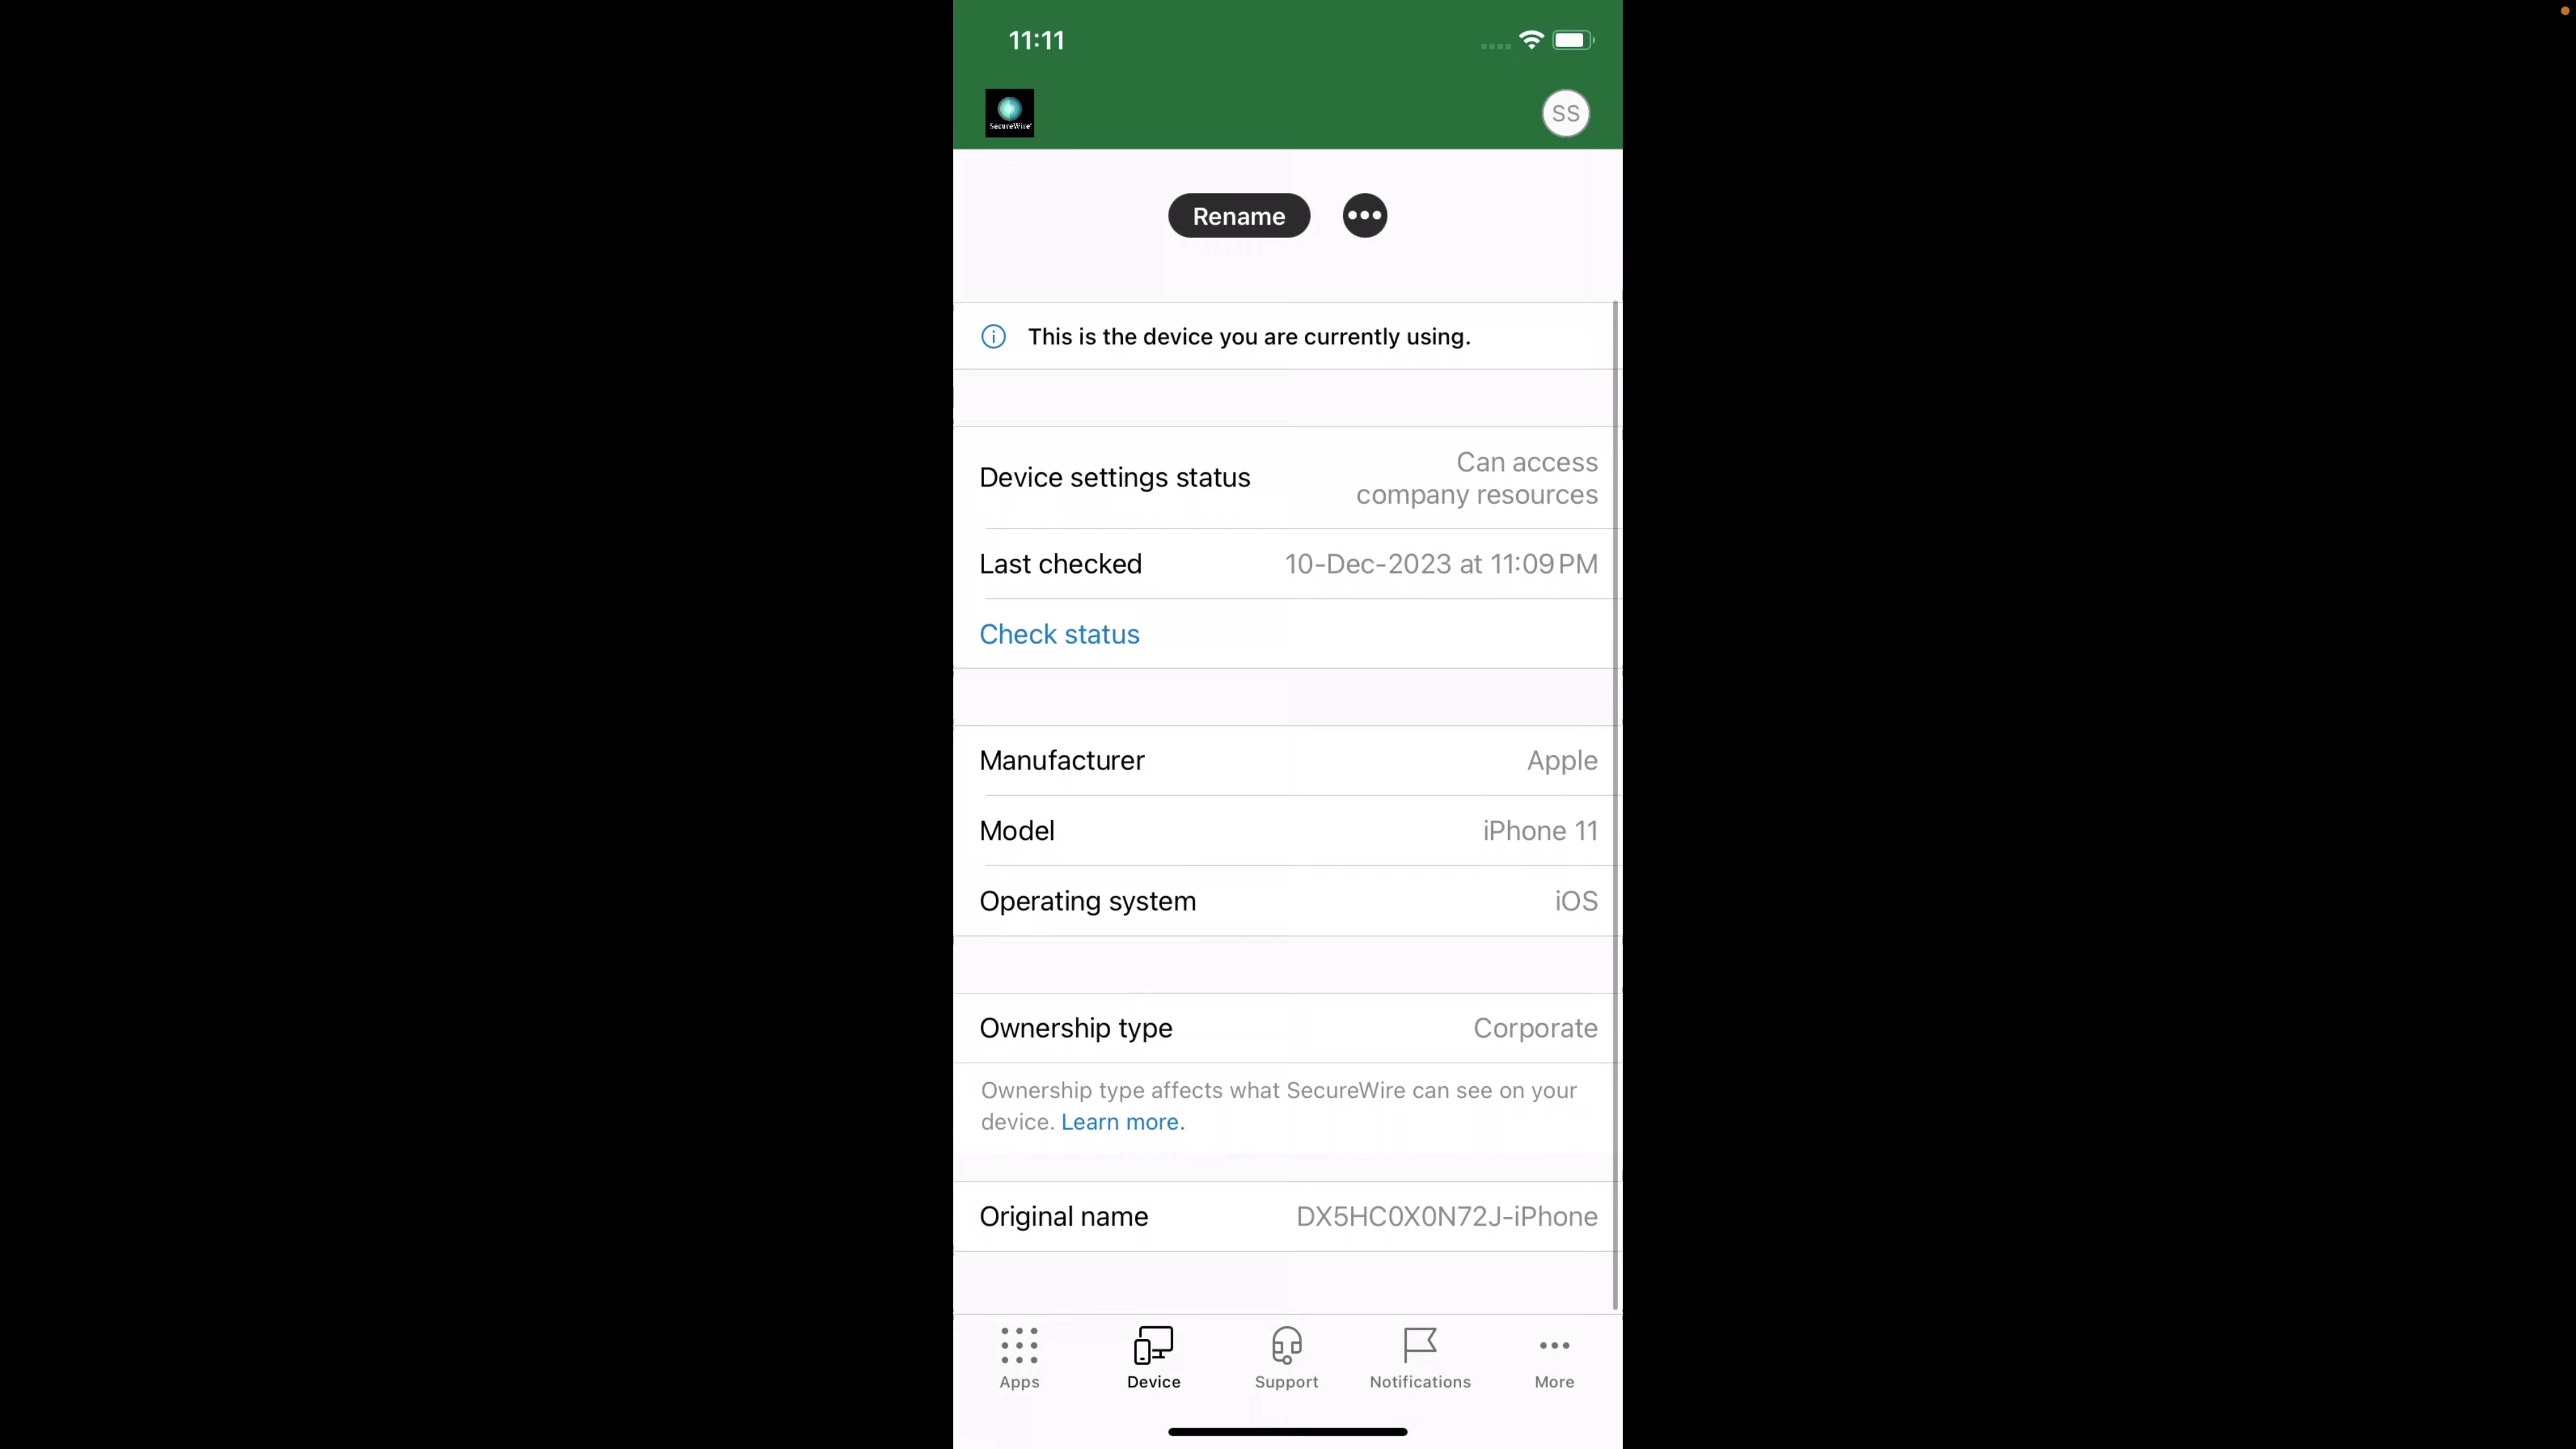 11:11
SecureWire
SS
Rename
This is the device you are currently using.
Device settings status
Can access
company resources
Last checked
10-Dec-2023 at 11:09 PM
Check status
Manufacturer
Apple
Model
iPhone 11
Operating system
iOS
Ownership type
Corporate
Ownership type affects what SecureWire can see on your
device. Learn more.
Original name
DX5HC0X0N72J-iPhone
Apps
Device
Support
Notifications
More